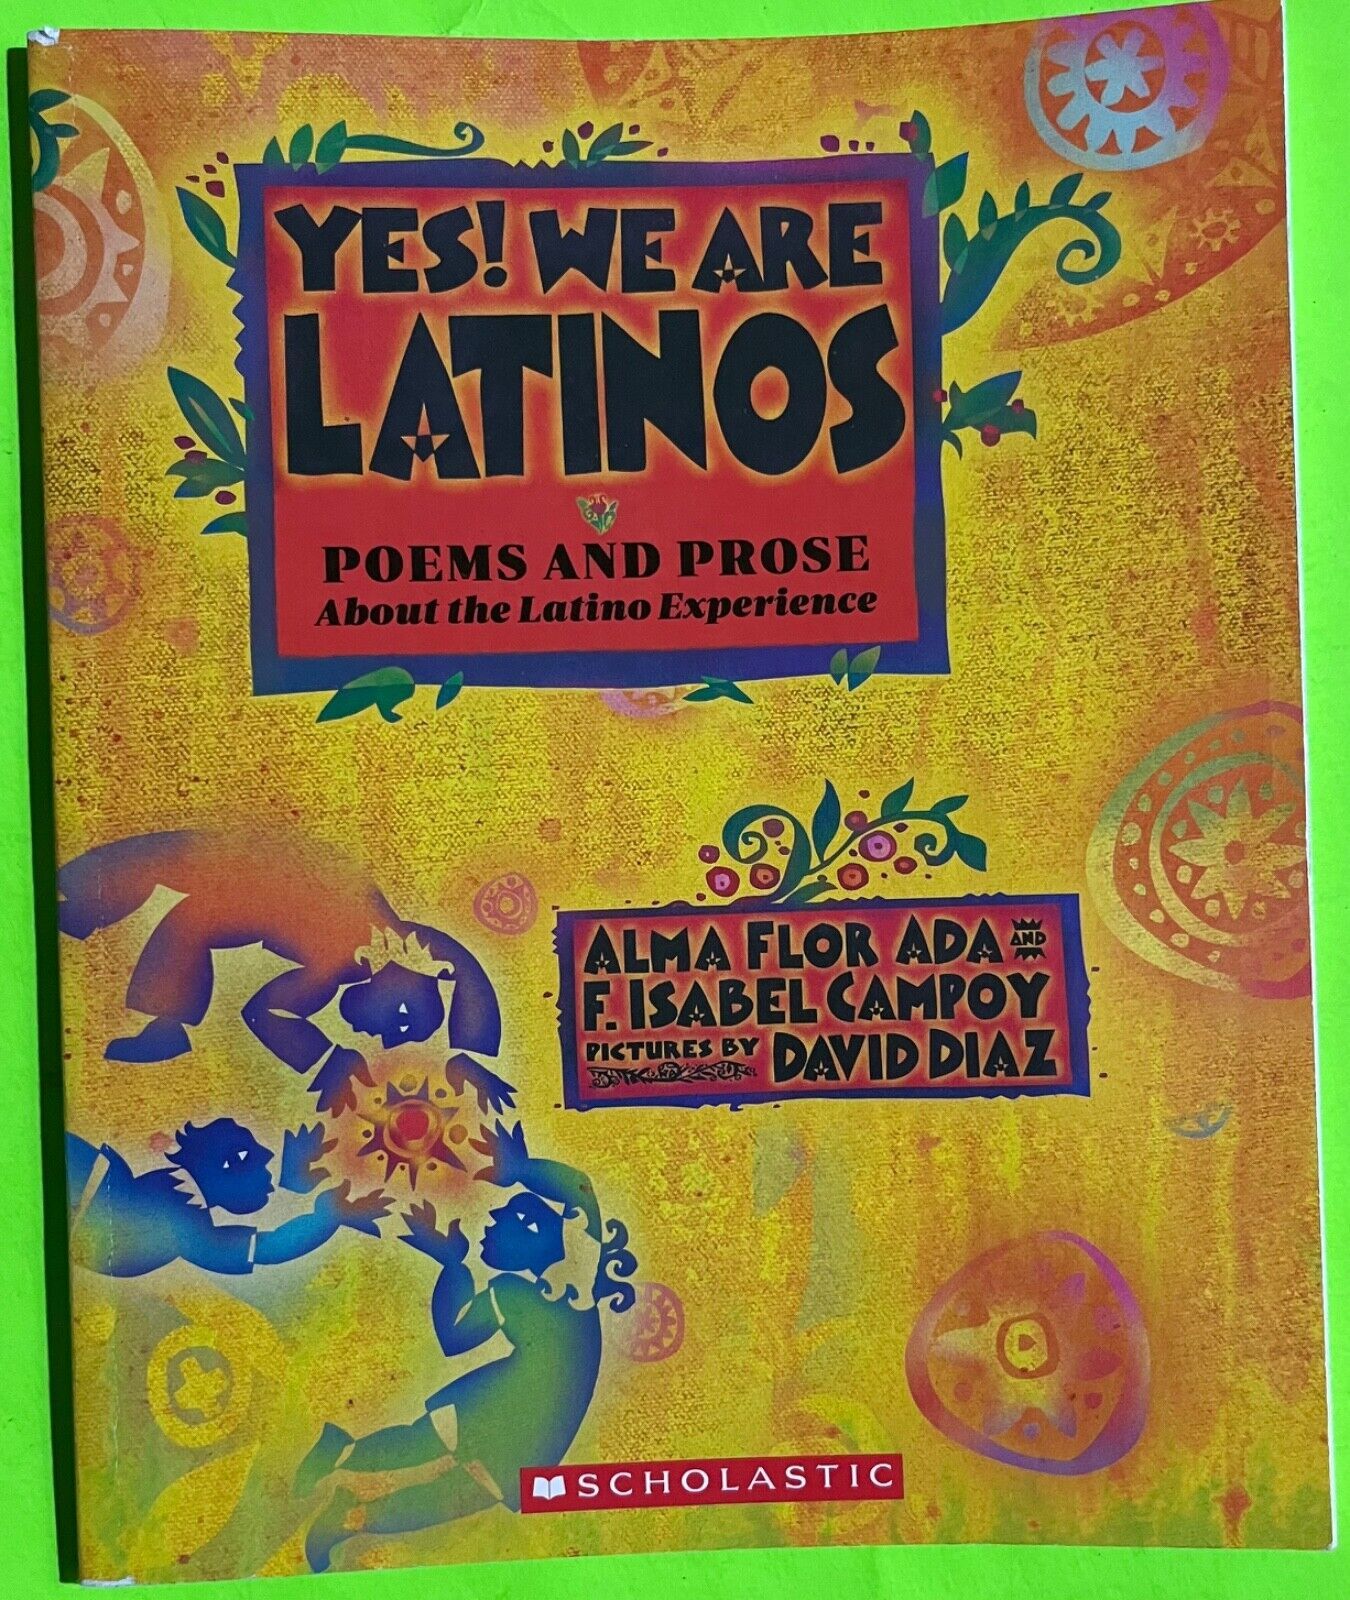 YES! WE ARE
LATINOS
POEMS AND PROSE
About the Latino Experience
ALMA FLOR ADA AND
F. ISABEL CAMPOY
PICTURES BY DAVID DIAZ
SCHOLASTIC